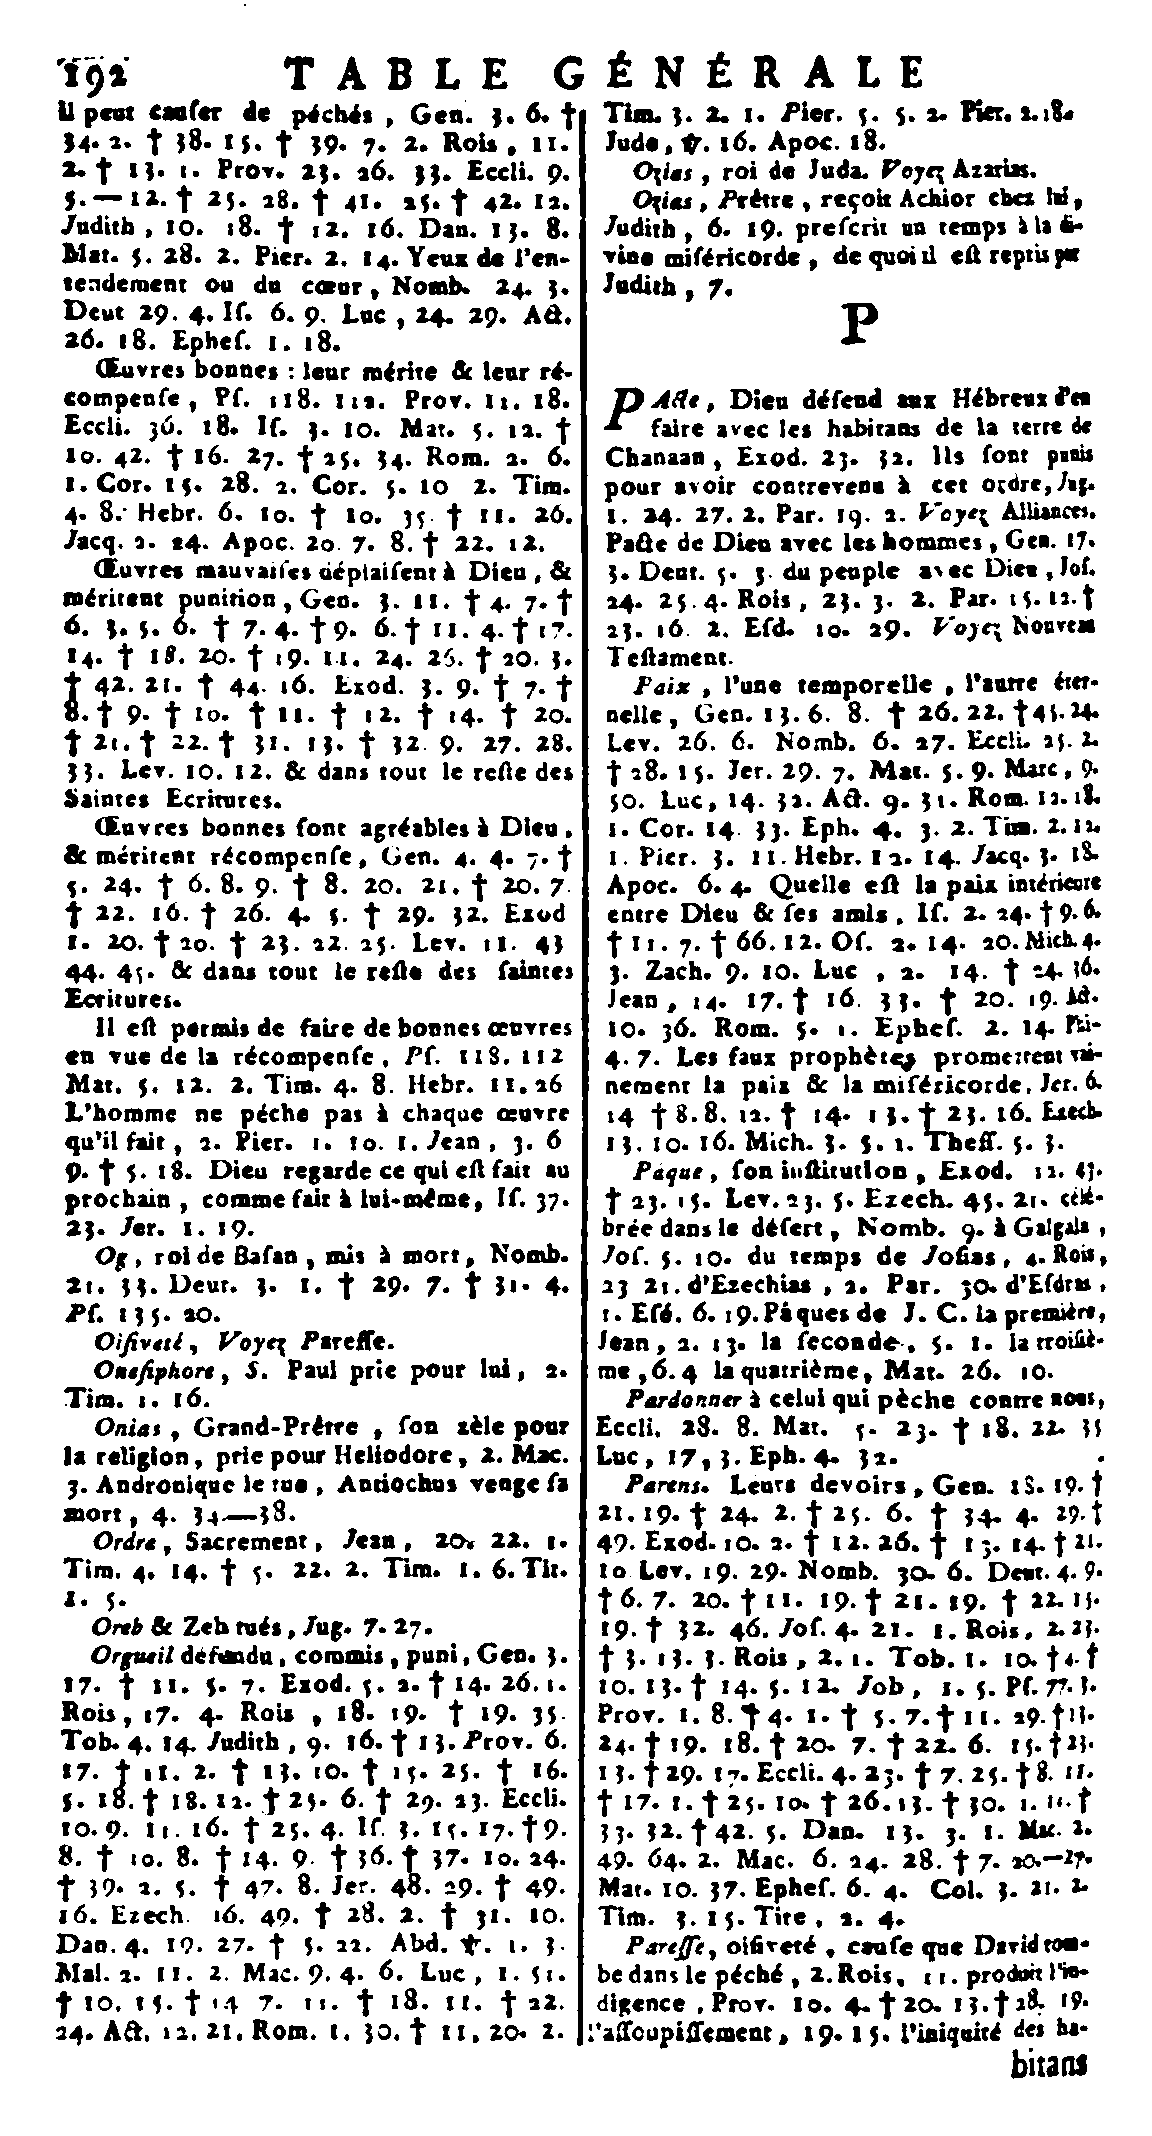 192 TABLE GÉNÉRALE
Il peut causer de péchés, Gen. 3. 6. †
34. 2. † 38. 15. † 39. 7. 2. Rois, 11.
2. † 13. 1. Prov. 23. 26. 33. Eccli. 9.
5.—12. † 25. 28. † 41. 25. † 42. 12.
Judith, 10. 18. † 12. 16. Dan. 13. 8.
Mat. 5. 28. 2. Pier. 2. 14. Yeux de l'en-
tendement ou du cœur, Nomb. 24. 3.
Deut 29. 4. Iſ. 6. 9. Luc, 24. 29. Act.
26. 18. Epheſ. 1. 18.
Œuvres bonnes : leur mérite & leur ré-
compenſe, Pſ. 118. 112. Prov. 11. 18.
Eccli. 36. 18. Iſ. 3. 10. Mat. 5. 12. †
10. 42. † 16. 27. † 25. 34. Rom. 2. 6.
1. Cor. 15. 28. 2. Cor. 5. 10 2. Tim.
4. 8. Hebr. 6. 10. † 10. 35. † 11. 26.
Jacq. 2. 24. Apoc. 20. 7. 8. † 22. 12.
Œuvres mauvaiſes déplaiſent à Dieu, &
méritent punition, Gen. 3. 11. † 4. 7. †
6. 3. 5. 6. † 7. 4. † 9. 6. † 11. 4. † 17.
14. † 18. 20. † 19. 11. 24. 26. † 20. 3.
† 42. 21. † 44. 16. Exod. 3. 9. † 7. †
8. † 9. † 10. † 11. † 12. † 14. † 20.
† 21. † 22. † 31. 13. † 32. 9. 27. 28.
33. Lev. 10. 12. & dans tout le reſte des
Saintes Ecritures.
Œuvres bonnes ſont agréables à Dieu,
& méritent récompenſe, Gen. 4. 4. 7. †
5. 24. † 6. 8. 9. † 8. 20. 21. † 20. 7.
† 22. 16. † 26. 4. 5. † 29. 32. Exod
1. 20. † 20. † 23. 22. 25. Lev. 11. 43
44. 45. & dans tout le reſte des ſaintes
Ecritures.
Il eſt permis de faire de bonnes œuvres
en vue de la récompenſe, Pſ. 118. 112
Mat. 5. 12. 2. Tim. 4. 8. Hebr. 11. 26
L'homme ne péche pas à chaque œuvre
qu'il fait, 2. Pier. 1. 10. 1. Jean, 3. 6
9. † 5. 18. Dieu regarde ce qui eſt fait au
prochain, comme fait à lui-même, Iſ. 37.
23. Jer. 1. 19.
Og, roi de Baſan, mis à mort, Nomb.
21. 33. Deut. 3. 1. † 29. 7. † 31. 4.
Pſ. 135. 20.
Oiſiveté, Voyez Pareſſe.
Oneſiphore, S. Paul prie pour lui, 2.
Tim. 1. 16.
Onias, Grand-Prêtre, ſon zèle pour
la religion, prie pour Heliodore, 2. Mac.
3. Andronique le tue, Antiochus venge ſa
mort, 4. 34—38.
Ordre, Sacrement, Jean, 20. 22. 1.
Tim. 4. 14. † 5. 22. 2. Tim. 1. 6. Tit.
1. 5.
Oreb & Zeb tués, Jug. 7. 27.
Orgueil défendu, commis, puni, Gen. 3.
17. † 11. 5. 7. Exod. 5. 2. † 14. 26. 1.
Rois, 17. 4. Rois, 18. 19. † 19. 35.
Tob. 4. 14. Judith, 9. 16. † 13. Prov. 6.
17. † 11. 2. † 13. 10. † 15. 25. † 16.
5. 18. † 18. 12. † 25. 6. † 29. 23. Eccli.
10. 9. 11. 16. † 25. 4. Iſ. 3. 15. 17. † 9.
8. † 10. 8. † 14. 9. † 36. † 37. 10. 24.
† 39. 2. 5. † 47. 8. Jer. 48. 29. † 49.
16. Ezech. 16. 49. † 28. 2. † 31. 10.
Dan. 4. 19. 27. † 5. 22. Abd. ℣. 1. 3.
Mal. 2. 11. 2. Mac. 9. 4. 6. Luc, 1. 51.
† 10. 15. † 14 7. 11. † 18. 11. † 22.
24. Act. 12. 21. Rom. 1. 30. † 11. 20. 2.
Tim. 3. 2. 1. Pier. 5. 5. 2. Pier. 2. 18.
Jude, ℣. 16. Apoc. 18.
Ozias, roi de Juda. Voyez Azarias.
Ozias, Prêtre, reçoit Achior chez lui,
Judith, 6. 19. preſcrit un temps à la di-
vine miſéricorde, de quoi il eſt repris par
Judith, 7.
P
PACte, Dieu défend aux Hébreux d'en
faire avec les habitans de la terre de
Chanaan, Exod. 23. 32. Ils ſont punis
pour avoir contrevenu à cet ordre, Jug.
1. 24. 27. 2. Par. 19. 2. Voyez Alliances.
Pacte de Dieu avec les hommes, Gen. 17.
3. Deut. 5. 3. du peuple avec Dieu, Joſ.
24. 25. 4. Rois, 23. 3. 2. Par. 15. 12. †
23. 16. 2. Eſd. 10. 29. Voyez Nouveau
Teſtament.
Paix, l'une temporelle, l'autre éter-
nelle, Gen. 13. 6. 8. † 26. 22. † 45. 24.
Lev. 26. 6. Nomb. 6. 27. Eccli. 25. 2.
† 28. 15. Jer. 29. 7. Mat. 5. 9. Marc, 9.
50. Luc, 14. 32. Act. 9. 31. Rom. 12. 18.
1. Cor. 14. 33. Eph. 4. 3. 2. Tim. 2. 12.
1. Pier. 3. 11. Hebr. 12. 14. Jacq. 3. 18.
Apoc. 6. 4. Quelle eſt la paix intérieure
entre Dieu & ſes amis, Iſ. 2. 24. † 9. 6.
† 11. 7. † 66. 12. Oſ. 2. 14. 20. Mich. 4.
3. Zach. 9. 10. Luc, 2. 14. † 24. 36.
Jean, 14. 17. † 16. 33. † 20. 19. Act.
10. 36. Rom. 5. 1. Epheſ. 2. 14. Phi-
4. 7. Les faux prophètes promettent vai-
nement la paix & la miſéricorde, Jer. 6.
14 † 8. 8. 12. † 14. 13. † 23. 16. Ezech.
13. 10. 16. Mich. 3. 5. 1. Theſſ. 5. 3.
Pâque, ſon inſtitution, Exod. 12. 43.
† 23. 15. Lev. 23. 5. Ezech. 45. 21. célé-
brée dans le déſert, Nomb. 9. à Galgala,
Joſ. 5. 10. du temps de Joſias, 4. Rois,
23 21. d'Ezechias, 2. Par. 30. d'Eſdras,
1. Eſd. 6. 19. Pâques de J. C. la première,
Jean, 2. 13. la ſeconde, 5. 1. la troiſiè-
me, 6. 4 la quatrième, Mat. 26. 10.
Pardonner à celui qui pèche contre nous,
Eccli. 28. 8. Mat. 5. 23. † 18. 22. 35
Luc, 17, 3. Eph. 4. 32.
Parens. Leurs devoirs, Gen. 18. 19. †
21. 19. † 24. 2. † 25. 6. † 34. 4. 29. †
49. Exod. 10. 2. † 12. 26. † 13. 14. † 21.
10 Lev. 19. 29. Nomb. 30. 6. Deut. 4. 9.
† 6. 7. 20. † 11. 19. † 21. 19. † 22. 15.
19. † 32. 46. Joſ. 4. 21. 1. Rois, 2. 23.
† 3. 13. 3. Rois, 2. 1. Tob. 1. 10. † 4. †
10. 13. † 14. 5. 12. Job, 1. 5. Pſ. 77. 3.
Prov. 1. 8. † 4. 1. † 5. 7. † 11. 29. † 13.
24. † 19. 18. † 20. 7. † 22. 6. 15. † 23.
13. † 29. 17. Eccli. 4. 23. † 7. 25. † 8. 11.
† 17. 1. † 25. 10. † 26. 13. † 30. 1. 11. †
33. 32. † 42. 5. Dan. 13. 3. 1. Mac. 2.
49. 64. 2. Mac. 6. 24. 28. † 7. 20.—27.
Mat. 10. 37. Epheſ. 6. 4. Col. 3. 21. 2.
Tim. 3. 15. Tite, 2. 4.
Pareſſe, oiſiveté, cauſe que David tom-
be dans le péché, 2. Rois, 11. produit l'in-
digence, Prov. 10. 4. † 20. 13. † 28. 19.
l'aſſoupiſſement, 19. 15. l'iniquité des ha-
bitans